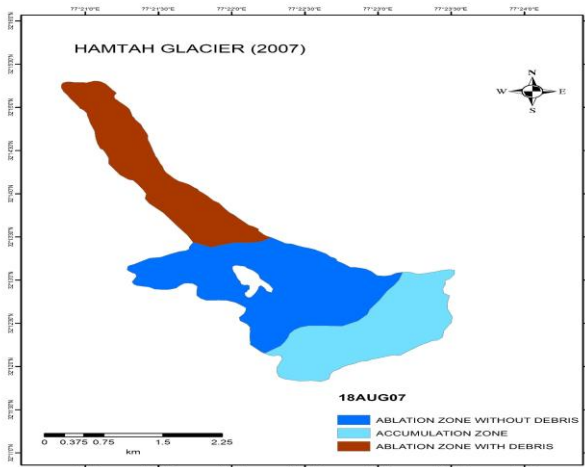 77°21'0"E 77°21'30"E 77°22'0"E 77°22'30"E 77°23'0"E 77°23'30"E 77°24'0"E
HAMTAH GLACIER (2007)
N
W E
S
18AUG07
ABLATION ZONE WITHOUT DEBRIS
ACCUMULATION ZONE
ABLATION ZONE WITH DEBRIS
0 0.375 0.75 1.5 2.25
km